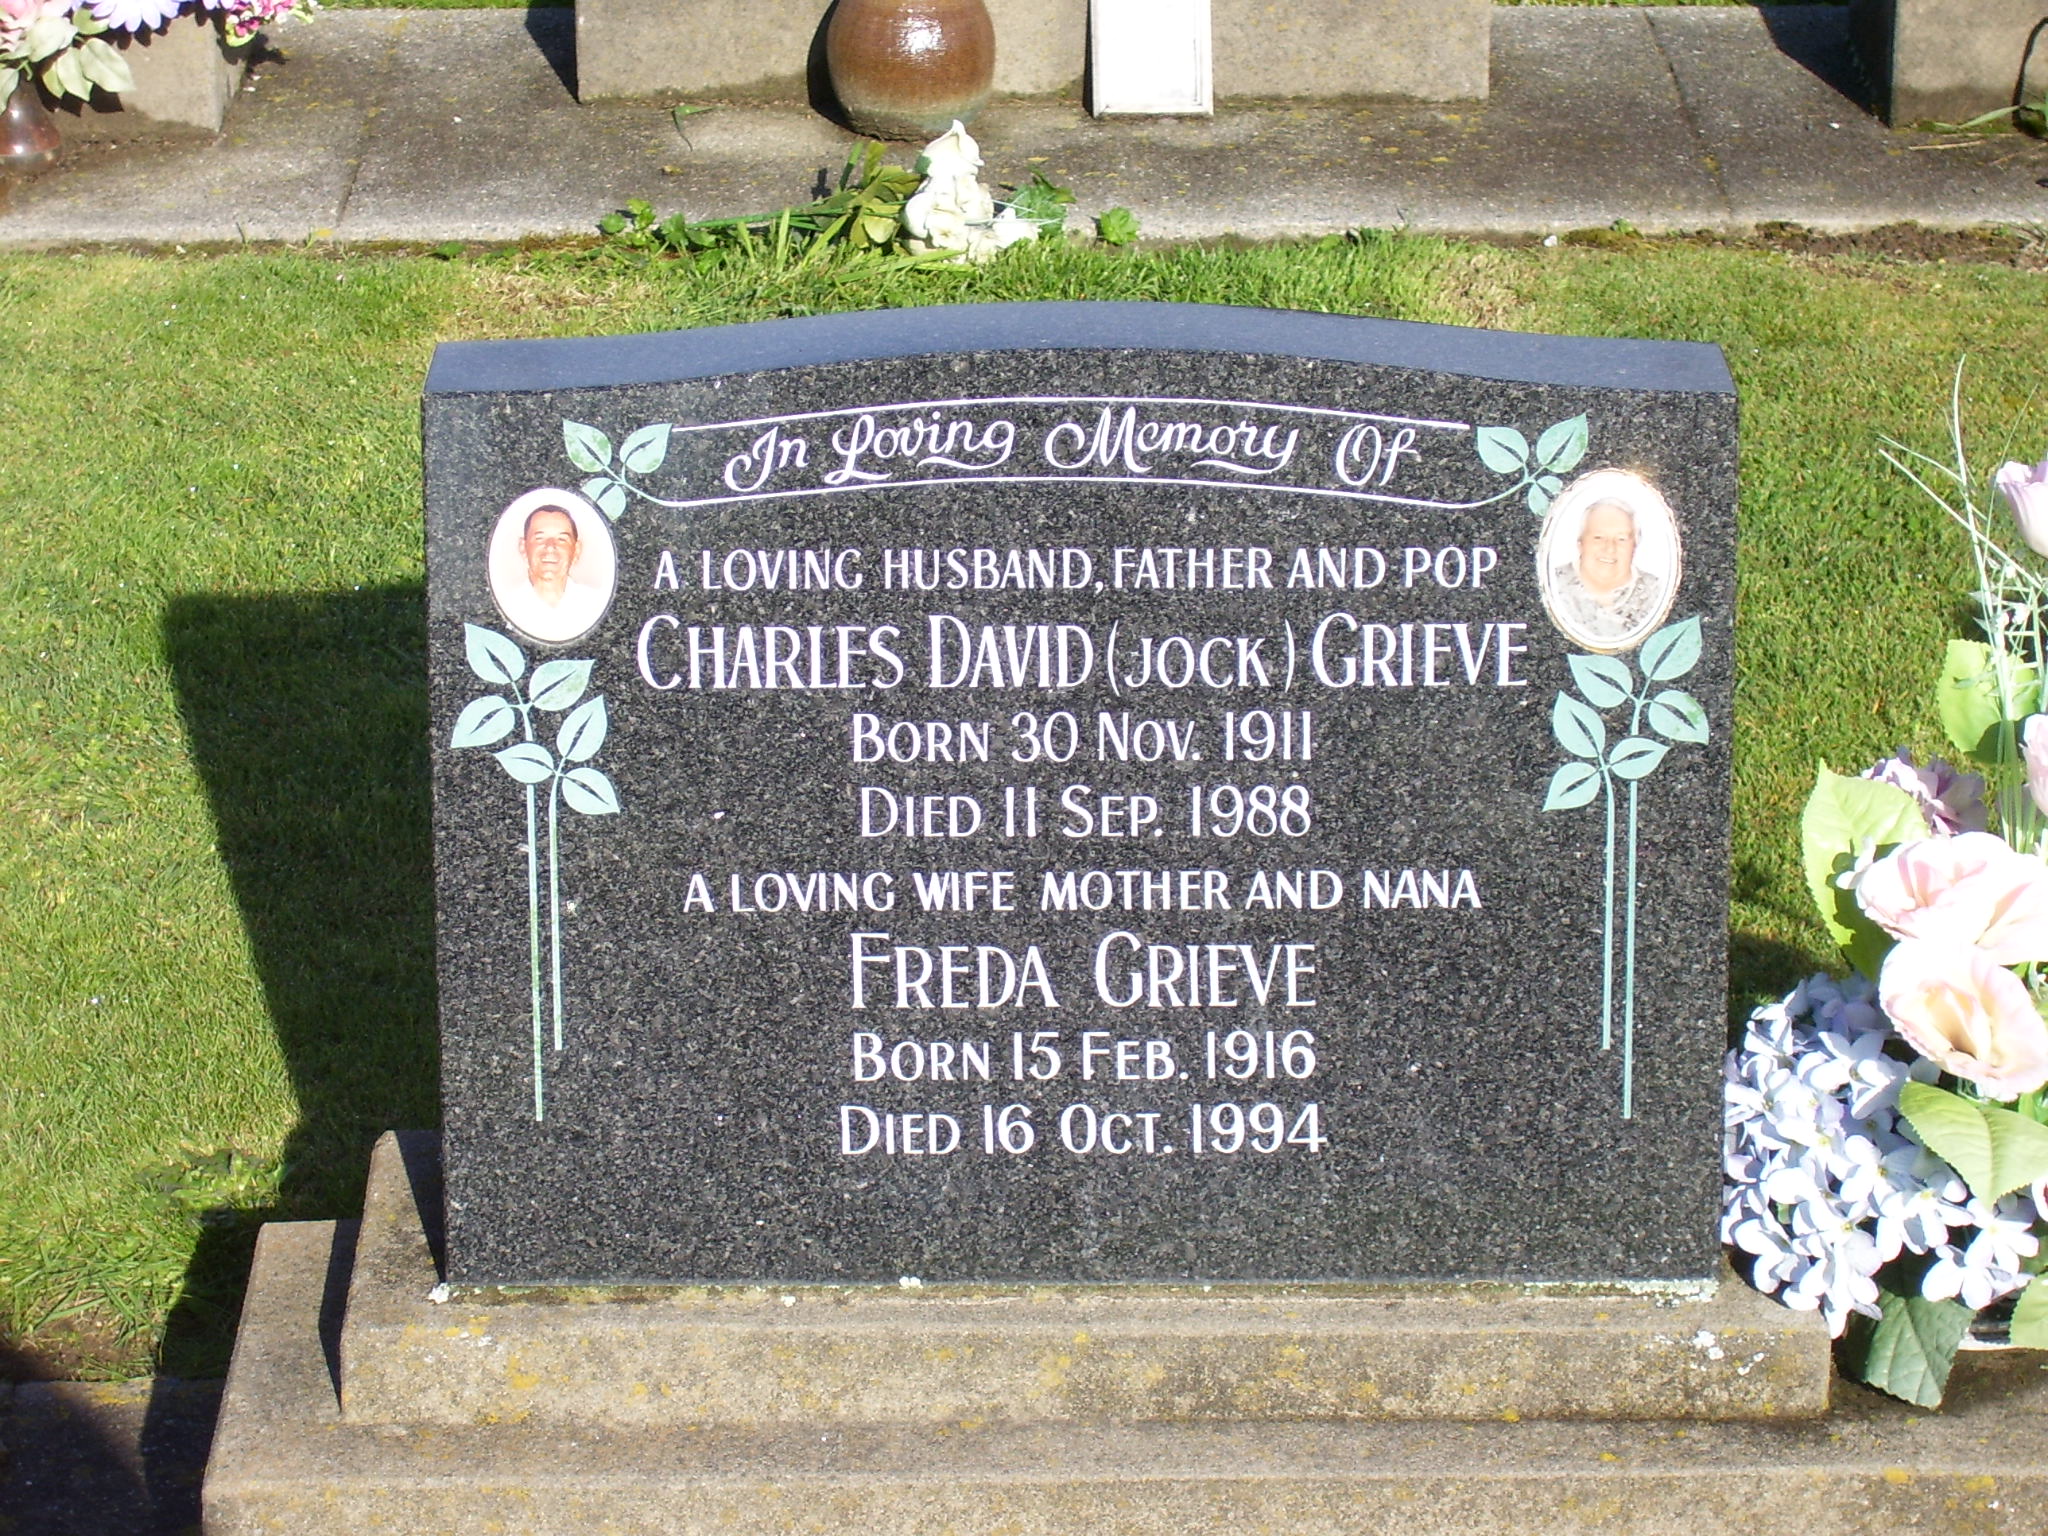 In Loving Memory Of
A LOVING HUSBAND, FATHER AND POP
CHARLES DAVID (JOCK) GRIEVE
BORN 30 NOV. 1911
DIED 11 SEP. 1988
A LOVING WIFE MOTHER AND NANA
FREDA GRIEVE
BORN 15 FEB. 1916
DIED 16 OCT. 1994